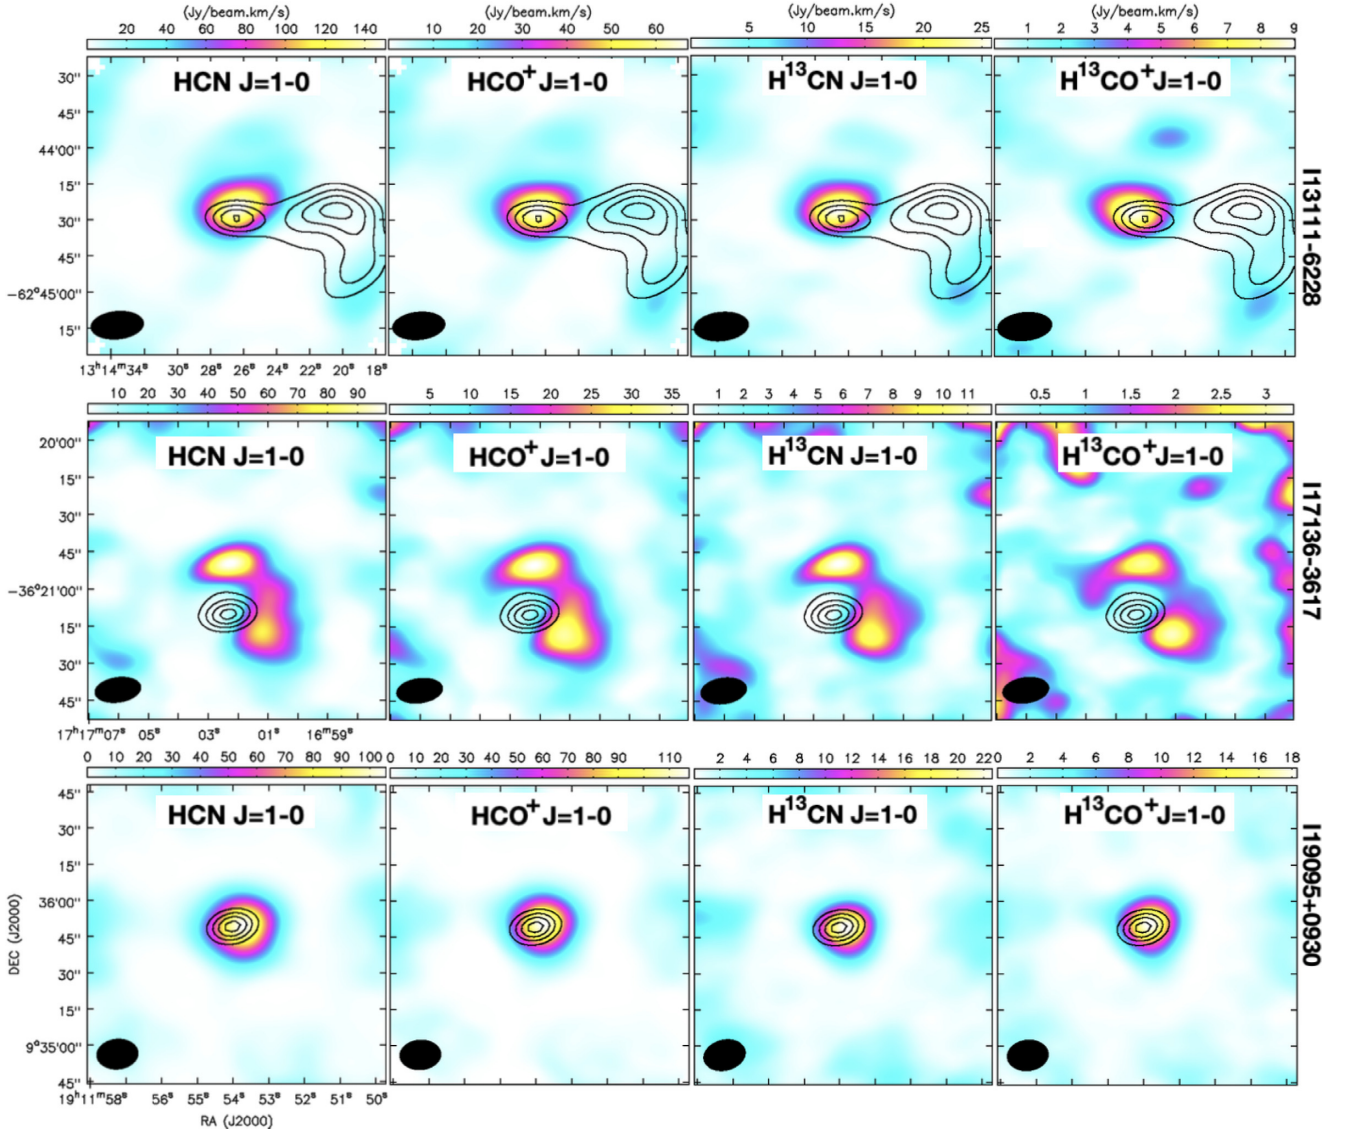 (Jy/beam.km/s) (Jy/beam.km/s) (Jy/beam.km/s) (Jy/beam.km/s)
20 40 60 80 100 120 140 10 20 30 40 50 60 5 10 15 20 25 1 2 3 4 5 6 7 8 9
HCN J=1-0 HCO⁺ J=1-0 H¹³CN J=1-0 H¹³CO⁺ J=1-0
I13111-6228
30"
45"
44'00"
15"
30"
45"
−62°45'00"
15"
13ʰ14ᵐ34ˢ 30ˢ 28ˢ 26ˢ 24ˢ 22ˢ 20ˢ 18ˢ
10 20 30 40 50 60 70 80 90 5 10 15 20 25 30 35 1 2 3 4 5 6 7 8 9 10 11 0.5 1 1.5 2 2.5 3
HCN J=1-0 HCO⁺ J=1-0 H¹³CN J=1-0 H¹³CO⁺J=1-0
I17136-3617
20'00"
15"
30"
45"
−36°21'00"
15"
30"
45"
17ʰ17ᵐ07ˢ 05ˢ 03ˢ 01ˢ 16ᵐ59ˢ
0 10 20 30 40 50 60 70 80 90 100 0 10 20 30 40 50 60 70 80 90 110 2 4 6 8 10 12 14 16 18 20 22 0 2 4 6 8 10 12 14 16 18
HCN J=1-0 HCO⁺ J=1-0 H¹³CN J=1-0 H¹³CO⁺ J=1-0
I19095+0930
45"
30"
15"
36'00"
45"
30"
15"
9°35'00"
45"
DEC (J2000)
19ʰ11ᵐ58ˢ 56ˢ 55ˢ 54ˢ 53ˢ 52ˢ 51ˢ 50ˢ
RA (J2000)